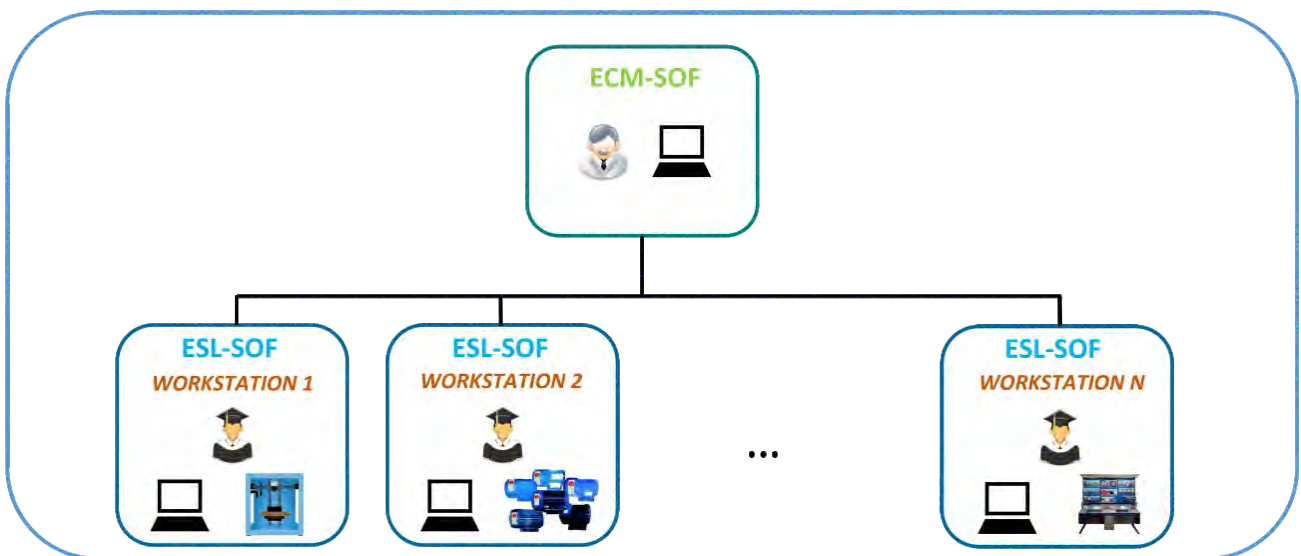 ECM-SOF
ESL-SOF
WORKSTATION 1
ESL-SOF
WORKSTATION 2
...
ESL-SOF
WORKSTATION N